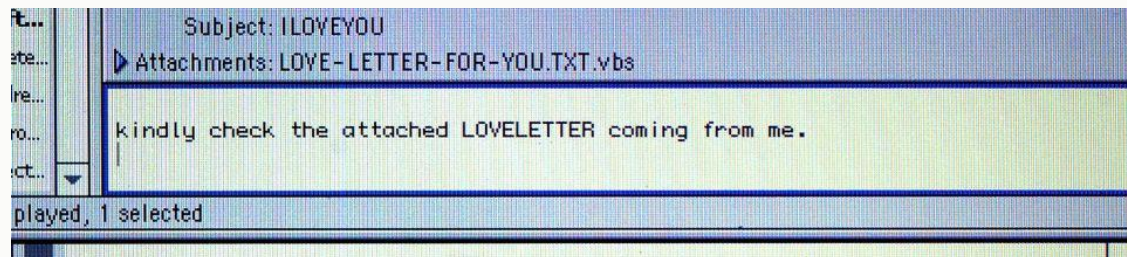 Subject: ILOVEYOU
Attachments: LOVE-LETTER-FOR-YOU.TXT.vbs
kindly check the attached LOVELETTER coming from me.
played, 1 selected